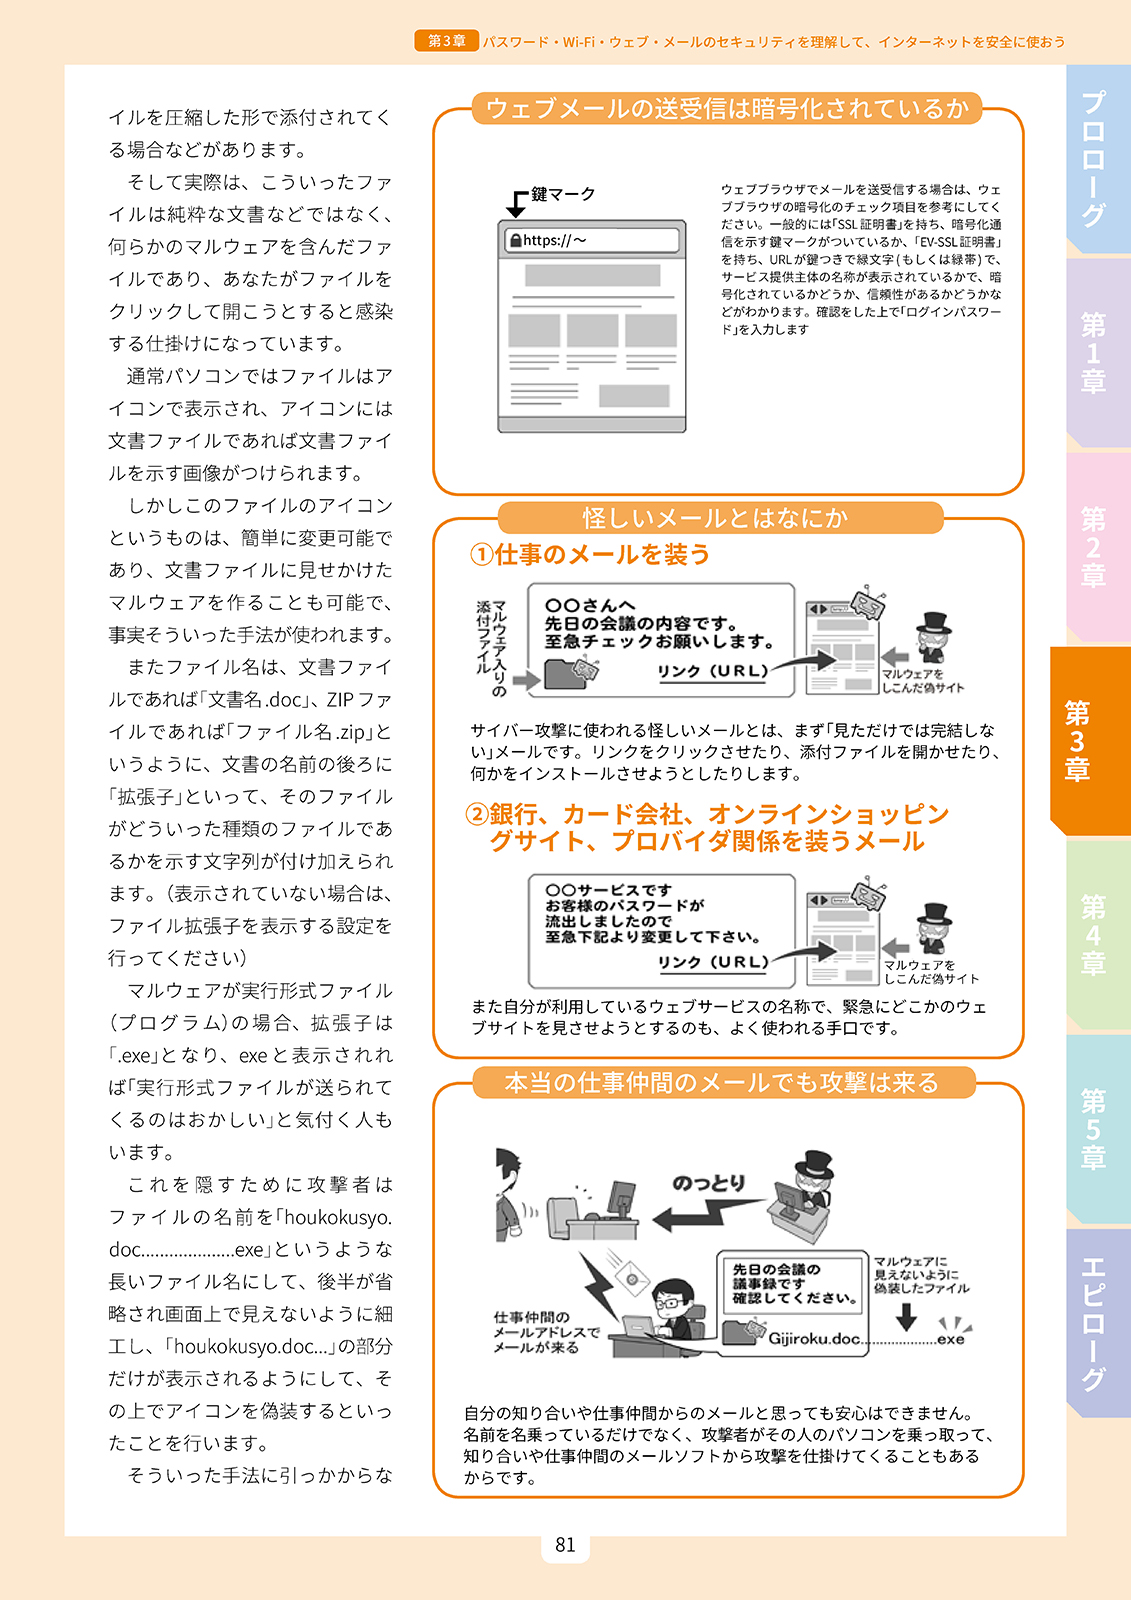 第3章 パスワード・Wi-Fi・ウェブ・メールのセキュリティを理解して、インターネットを安全に使おう
イルを圧縮した形で添付されてく
る場合などがあります。
　そして実際は、こういったファ
イルは純粋な文書などではなく、
何らかのマルウェアを含んだファ
イルであり、あなたがファイルを
クリックして開こうとすると感染
する仕掛けになっています。
　通常パソコンではファイルはア
イコンで表示され、アイコンには
文書ファイルであれば文書ファイ
ルを示す画像がつけられます。
　しかしこのファイルのアイコン
というものは、簡単に変更可能で
あり、文書ファイルに見せかけた
マルウェアを作ることも可能で、
事実そういった手法が使われます。
　またファイル名は、文書ファイ
ルであれば「文書名.doc」、ZIPファ
イルであれば「ファイル名.zip」と
いうように、文書の名前の後ろに
「拡張子」といって、そのファイル
がどういった種類のファイルであ
るかを示す文字列が付け加えられ
ます。（表示されていない場合は、
ファイル拡張子を表示する設定を
行ってください）
　マルウェアが実行形式ファイル
（プログラム）の場合、拡張子は
「.exe」となり、exeと表示されれ
ば「実行形式ファイルが送られて
くるのはおかしい」と気付く人も
います。
　これを隠すために攻撃者は
ファイルの名前を「houkokusyo.
doc....................exe」というような
長いファイル名にして、後半が省
略され画面上で見えないように細
工し、「houkokusyo.doc...」の部分
だけが表示されるようにして、そ
の上でアイコンを偽装するといっ
たことを行います。
　そういった手法に引っかからな
ウェブメールの送受信は暗号化されているか
鍵マーク
https://～
ウェブブラウザでメールを送受信する場合は、ウェ
ブブラウザの暗号化のチェック項目を参考にしてく
ださい。一般的には「SSL証明書」を持ち、暗号化通
信を示す鍵マークがついているか、「EV-SSL証明書」
を持ち、URLが鍵つきで緑文字(もしくは緑帯)で、
サービス提供主体の名称が表示されているかで、暗
号化されているかどうか、信頼性があるかどうかな
どがわかります。確認をした上で「ログインパスワー
ド」を入力します
怪しいメールとはなにか
①仕事のメールを装う
マルウェア入りの
添付ファイル
〇〇さんへ
先日の会議の内容です。
至急チェックお願いします。
リンク（URL）
マルウェアを
しこんだ偽サイト
サイバー攻撃に使われる怪しいメールとは、まず「見ただけでは完結しな
い」メールです。リンクをクリックさせたり、添付ファイルを開かせたり、
何かをインストールさせようとしたりします。
②銀行、カード会社、オンラインショッピン
グサイト、プロバイダ関係を装うメール
〇〇サービスです
お客様のパスワードが
流出しましたので
至急下記より変更して下さい。
リンク（URL）
マルウェアを
しこんだ偽サイト
また自分が利用しているウェブサービスの名称で、緊急にどこかのウェ
ブサイトを見させようとするのも、よく使われる手口です。
本当の仕事仲間のメールでも攻撃は来る
のっとり
仕事仲間の
メールアドレスで
メールが来る
先日の会議の
議事録です
確認してください。
Gijiroku.doc....................exe
マルウェアに
見えないように
偽装したファイル
自分の知り合いや仕事仲間からのメールと思っても安心はできません。
名前を名乗っているだけでなく、攻撃者がその人のパソコンを乗っ取って、
知り合いや仕事仲間のメールソフトから攻撃を仕掛けてくることもある
からです。
プロローグ
第1章
第2章
第3章
第4章
第5章
エピローグ
81